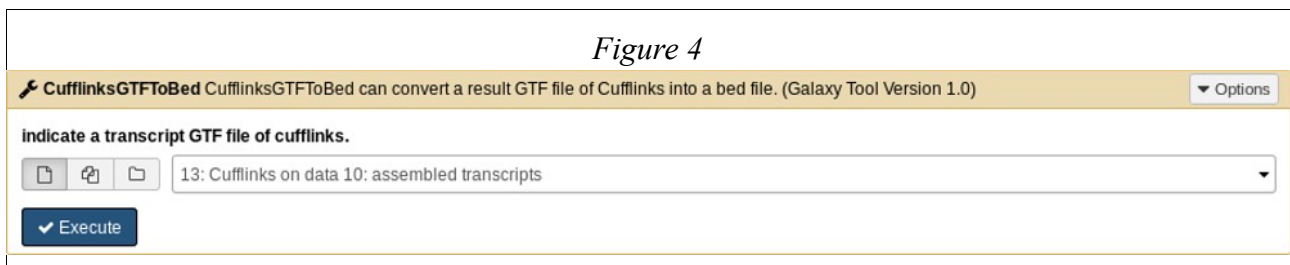 Figure 4
CufflinksGTFToBed CufflinksGTFToBed can convert a result GTF file of Cufflinks into a bed file. (Galaxy Tool Version 1.0)
Options
indicate a transcript GTF file of cufflinks.
13: Cufflinks on data 10: assembled transcripts
Execute